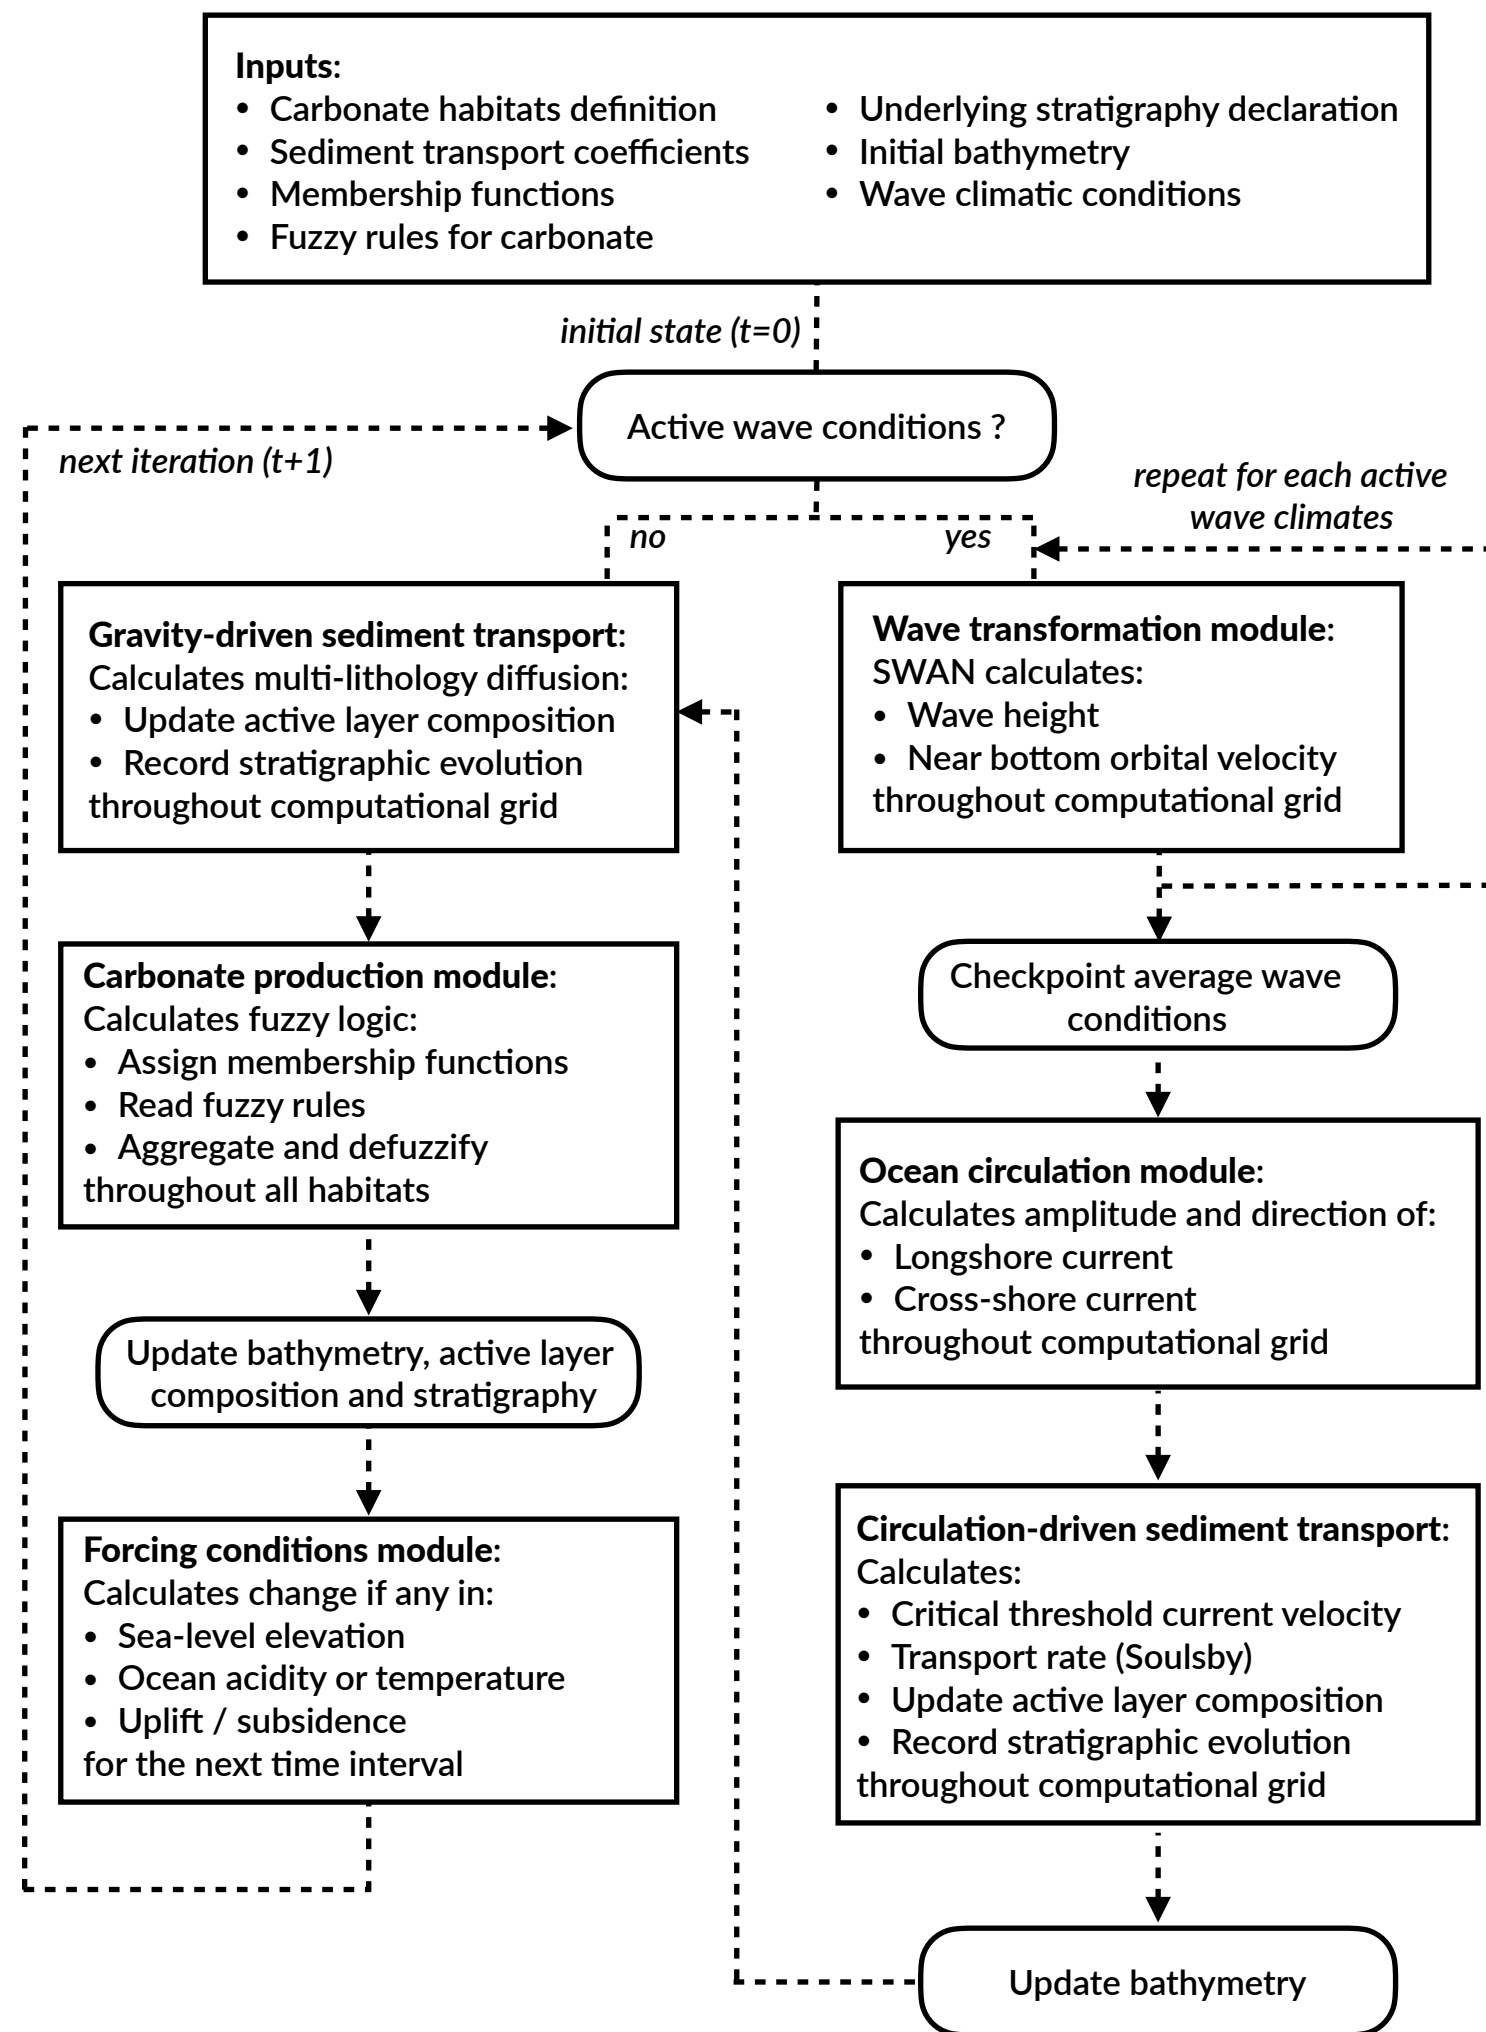 Inputs:
• Carbonate habitats definition
• Sediment transport coefficients
• Membership functions
• Fuzzy rules for carbonate
• Underlying stratigraphy declaration
• Initial bathymetry
• Wave climatic conditions
initial state (t=0)
Active wave conditions ?
next iteration (t+1)
repeat for each active
wave climates
no
yes
Gravity-driven sediment transport:
Calculates multi-lithology diffusion:
• Update active layer composition
• Record stratigraphic evolution
throughout computational grid
Wave transformation module:
SWAN calculates:
• Wave height
• Near bottom orbital velocity
throughout computational grid
Carbonate production module:
Calculates fuzzy logic:
• Assign membership functions
• Read fuzzy rules
• Aggregate and defuzzify
throughout all habitats
Checkpoint average wave
conditions
Ocean circulation module:
Calculates amplitude and direction of:
• Longshore current
• Cross-shore current
throughout computational grid
Update bathymetry, active layer
composition and stratigraphy
Forcing conditions module:
Calculates change if any in:
• Sea-level elevation
• Ocean acidity or temperature
• Uplift / subsidence
for the next time interval
Circulation-driven sediment transport:
Calculates:
• Critical threshold current velocity
• Transport rate (Soulsby)
• Update active layer composition
• Record stratigraphic evolution
throughout computational grid
Update bathymetry